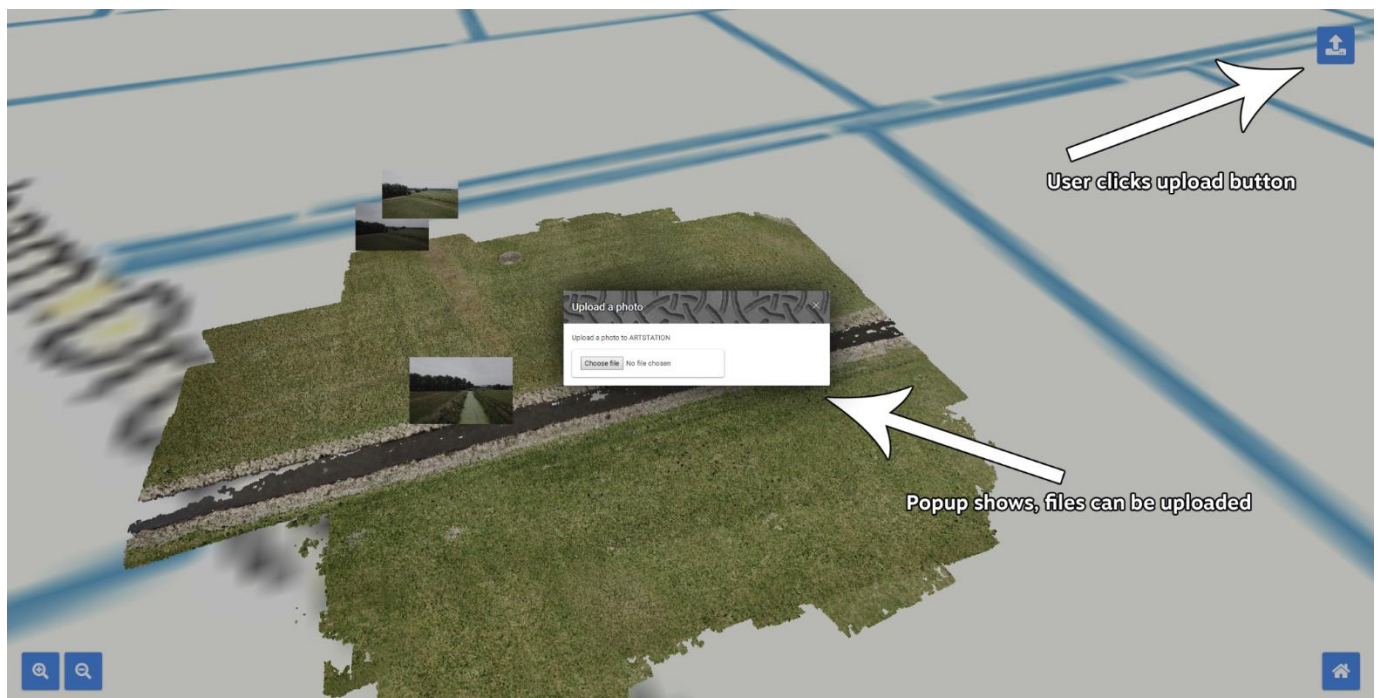 User clicks upload button
Upload a photo
Upload a photo to ARTSTATION
Choose file No file chosen
Popup shows, files can be uploaded